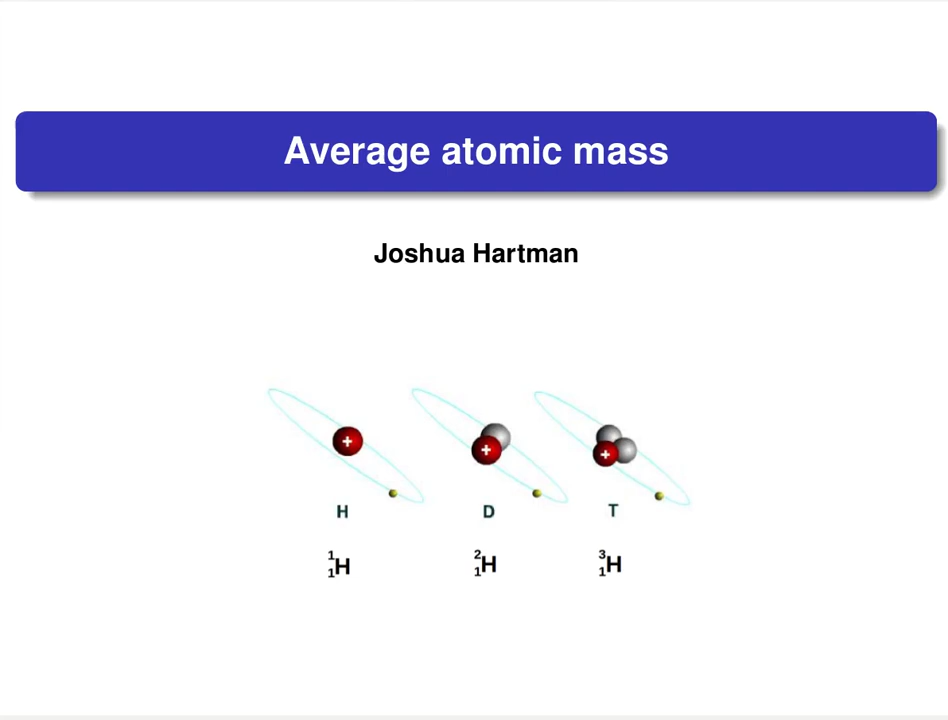 Average atomic mass
Joshua Hartman
+ + +
H D T
¹₁H ²₁H ³₁H